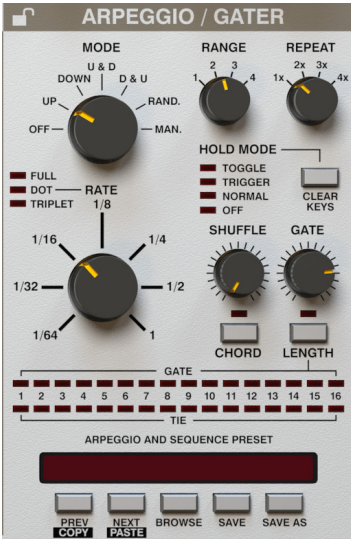 ARPEGGIO / GATER
MODE
RANGE
REPEAT
U & D
DOWN
D & U
UP
RAND.
OFF
MAN.
1
2
3
4
1x
2x
3x
4x
HOLD MODE
TOGGLE
TRIGGER
NORMAL
OFF
CLEAR
KEYS
FULL
DOT
TRIPLET
RATE
1/8
1/16
1/4
1/32
1/2
1/64
1
SHUFFLE
GATE
CHORD
LENGTH
GATE
1 2 3 4 5 6 7 8 9 10 11 12 13 14 15 16
TIE
ARPEGGIO AND SEQUENCE PRESET
PREV
COPY
NEXT
PASTE
BROWSE
SAVE
SAVE AS